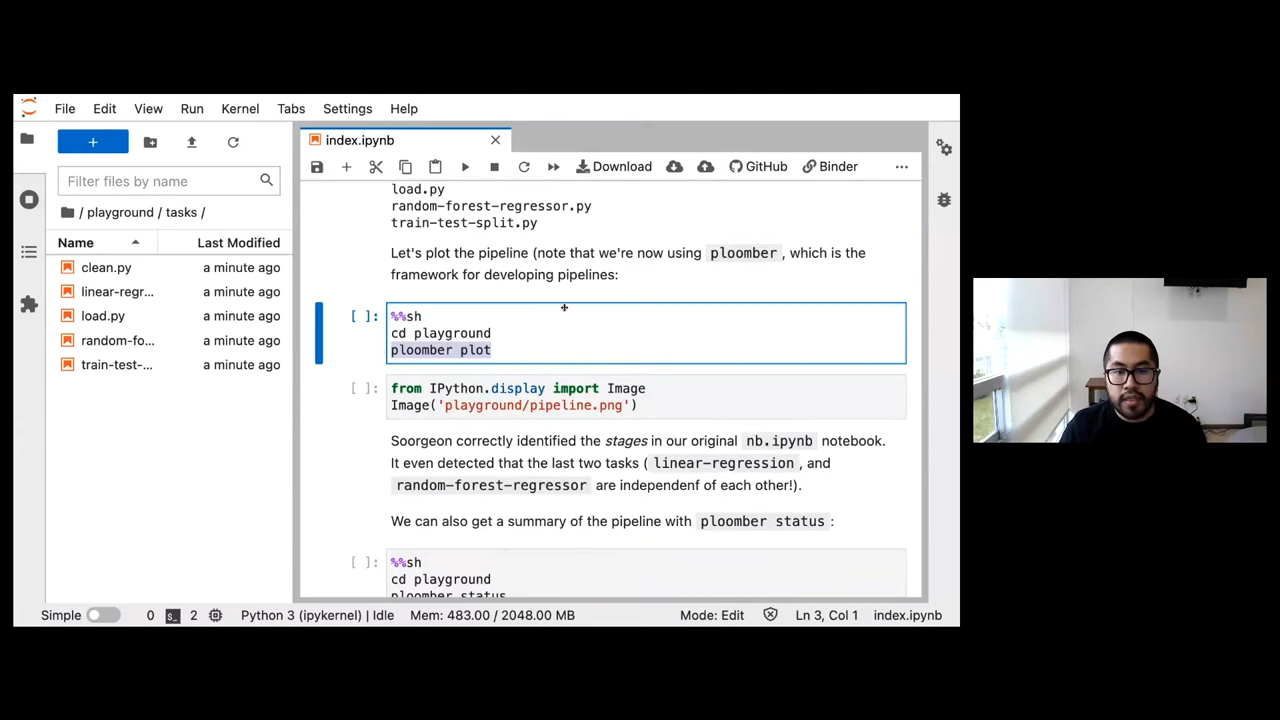 File Edit View Run Kernel Tabs Settings Help
index.ipynb
Download
GitHub
Binder
Filter files by name
/ playground / tasks /
Name Last Modified
clean.py a minute ago
linear-regr... a minute ago
load.py a minute ago
random-fo... a minute ago
train-test-... a minute ago
load.py
random-forest-regressor.py
train-test-split.py
Let's plot the pipeline (note that we're now using ploomber , which is the
framework for developing pipelines:
[ ]: %%sh
cd playground
ploomber plot
[ ]: from IPython.display import Image
Image('playground/pipeline.png')
Soorgeon correctly identified the stages in our original nb.ipynb notebook.
It even detected that the last two tasks ( linear-regression , and
random-forest-regressor are independenf of each other!).
We can also get a summary of the pipeline with ploomber status :
[ ]: %%sh
cd playground
ploomber status
Simple 0 2 Python 3 (ipykernel) | Idle Mem: 483.00 / 2048.00 MB Mode: Edit Ln 3, Col 1 index.ipynb